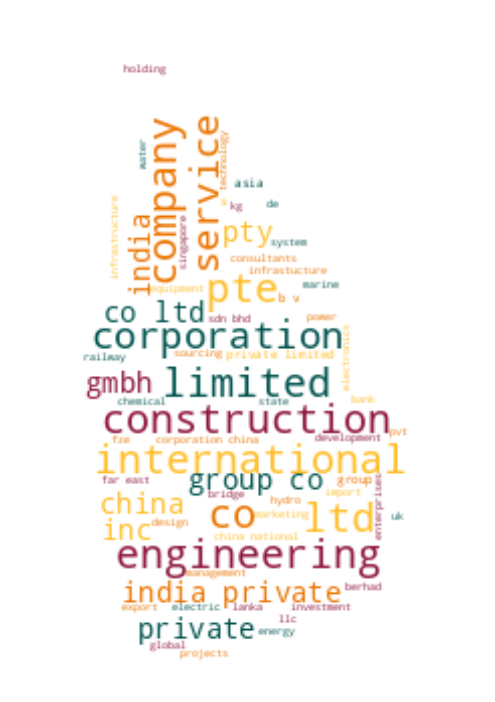 holding
water
company
service
technology
asia
infrastructure
india
singapore
kg
de
pty
system
consultants
infrastucture
equipment
pte
b v
marine
co ltd
sdn bhd
power
corporation
electronics
railway
sourcing
private limited
gmbh
limited
chemical
state
bank
construction
pvt
fze
corporation china
development
international
far east
group co
group
enterprises
bridge
hydro
import
china
co
marketing
ltd
uk
inc
design
china national
engineering
management
india private
berhad
export
electric
lanka
investment
llc
private
energy
global
projects